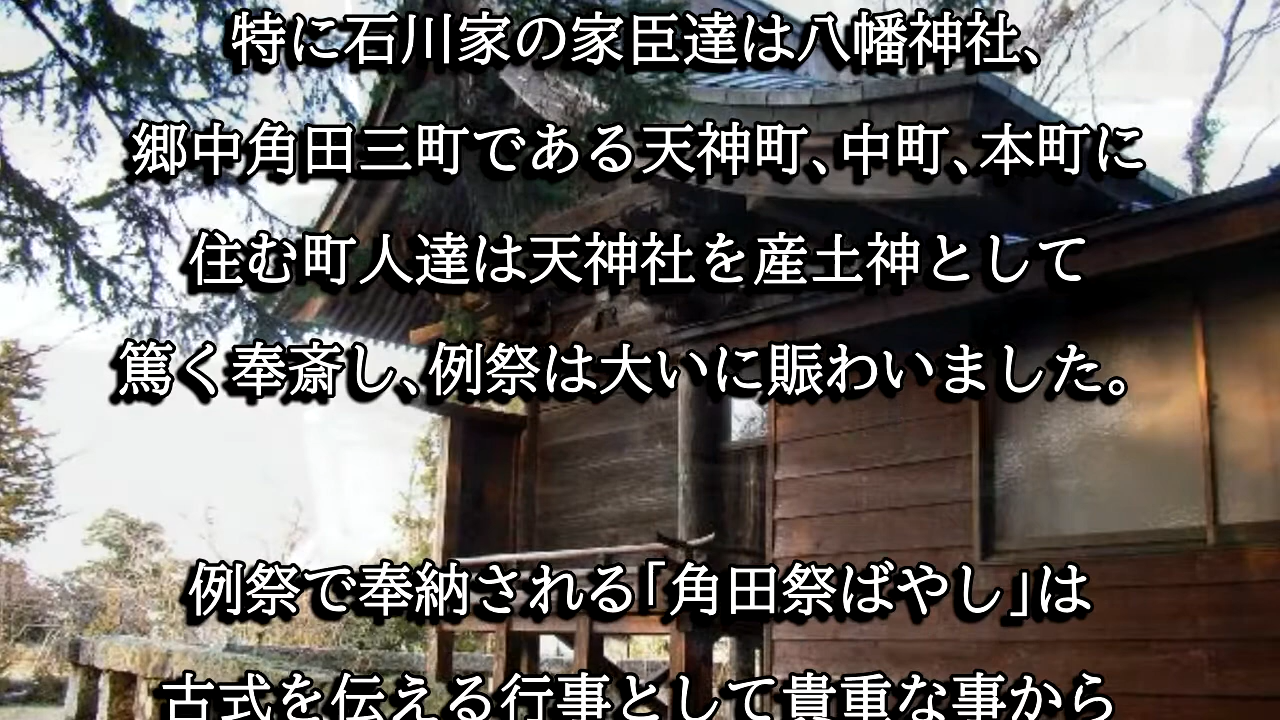 特に石川家の家臣達は八幡神社、
郷中角田三町である天神町、中町、本町に
住む町人達は天神社を産土神として
篤く奉斎し、例祭は大いに賑わいました。
例祭で奉納される「角田祭ばやし」は
古式を伝える行事として貴重な事から